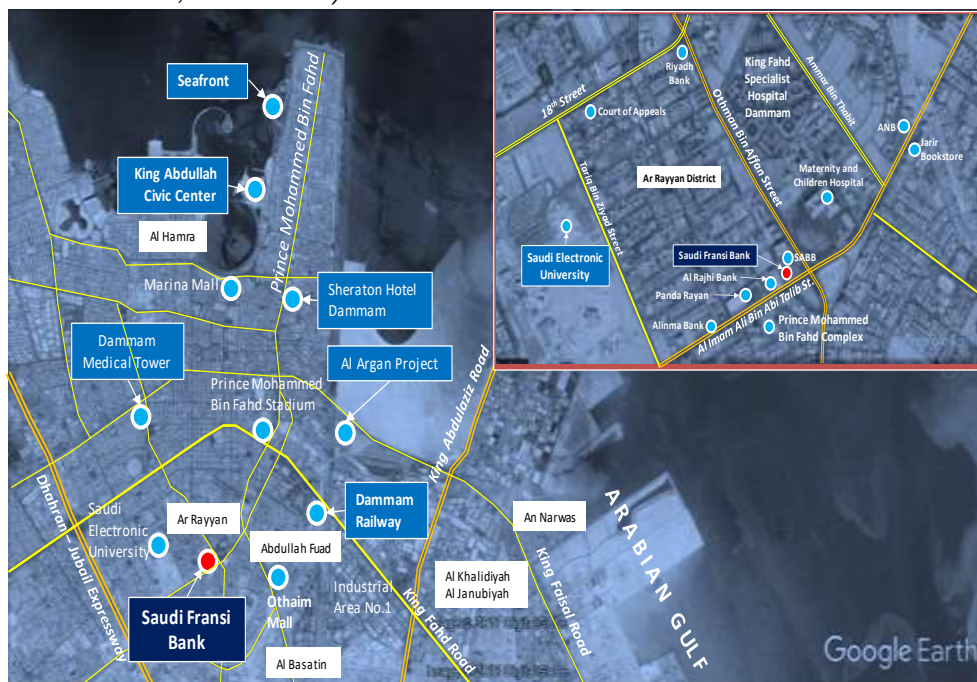 Seafront
King Abdullah
Civic Center
Al Hamra
Prince Mohammed Bin Fahd
Marina Mall
Sheraton Hotel
Dammam
Dammam
Medical Tower
Prince Mohammed
Bin Fahd Stadium
Al Argan Project
King Abdulaziz Road
Dhahran – Jubail Expressway
Saudi
Electronic
University
Ar Rayyan
Dammam
Railway
Abdullah Fuad
An Narwas
ARABIAN GULF
Saudi Fransi
Bank
Othaim
Mall
Industrial
Area No.1
King Fahd Road
Al Khalidiyah
Al Janubiyah
King Faisal Road
Al Basatin
Google Earth
18th Street
Riyadh
Bank
King Fahd
Specialist
Hospital
Dammam
Ammar Bin Thabit
Court of Appeals
Othman Bin Affan Street
ANB
Jarir
Bookstore
Tariq Bin Ziyad Street
Ar Rayyan District
Maternity and
Children Hospital
Saudi Electronic
University
Saudi Fransi Bank
SABB
Al Rajhi Bank
Panda Rayan
Alinma Bank
Al Imam Ali Bin Abi Talib St.
Prince Mohammed
Bin Fahd Complex